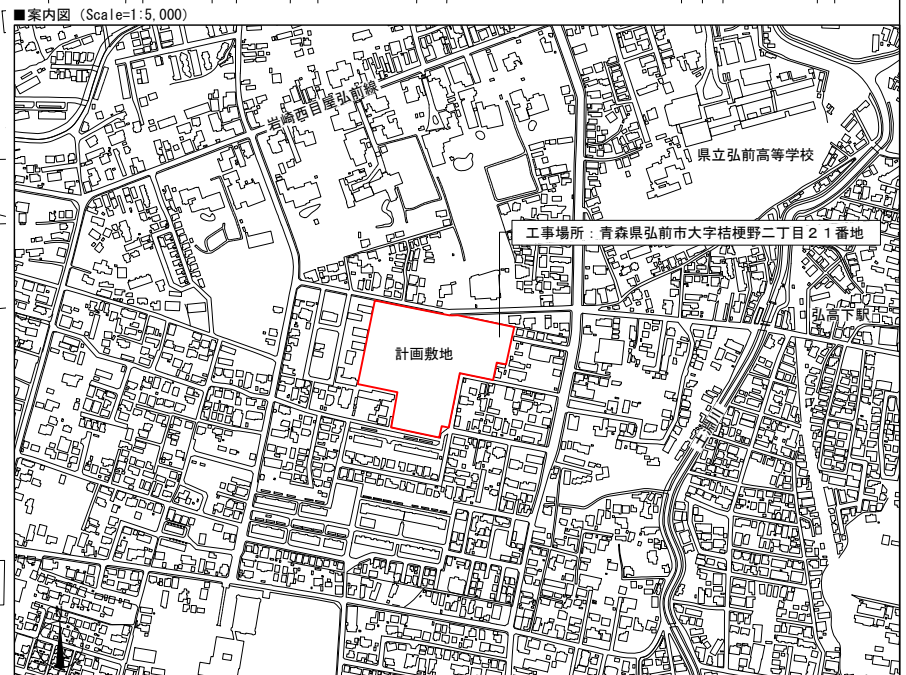 ■案内図 (Scale=1:5,000)
岩崎西目屋弘前線
県立弘前高等学校
工事場所：青森県弘前市大字桔梗野二丁目２１番地
弘高下駅
計画敷地